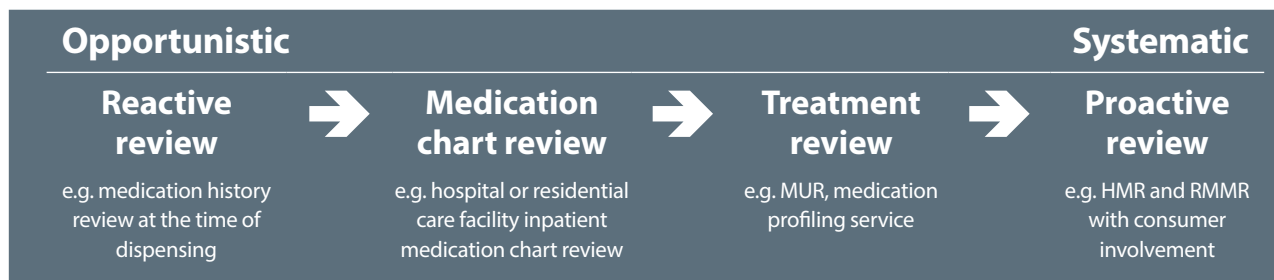 Opportunistic
Systematic
Reactive
review
e.g. medication history
review at the time of
dispensing
Medication
chart review
e.g. hospital or residential
care facility inpatient
medication chart review
Treatment
review
e.g. MUR, medication
profiling service
Proactive
review
e.g. HMR and RMMR
with consumer
involvement